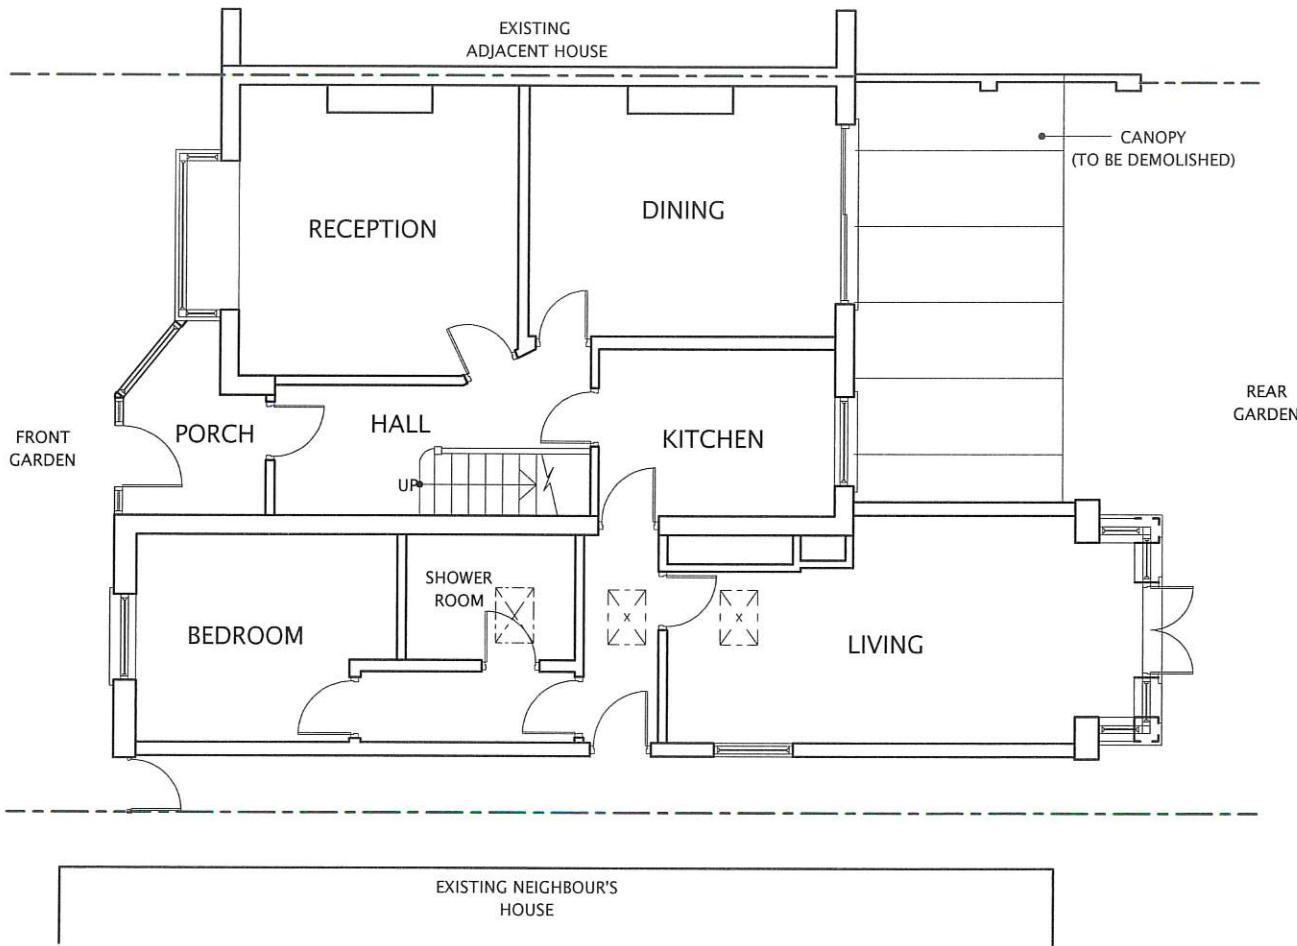 EXISTING
ADJACENT HOUSE
CANOPY
(TO BE DEMOLISHED)
RECEPTION
DINING
REAR
GARDEN
FRONT
GARDEN
PORCH
HALL
KITCHEN
UP
SHOWER
ROOM
BEDROOM
x
x
LIVING
EXISTING NEIGHBOUR'S
HOUSE